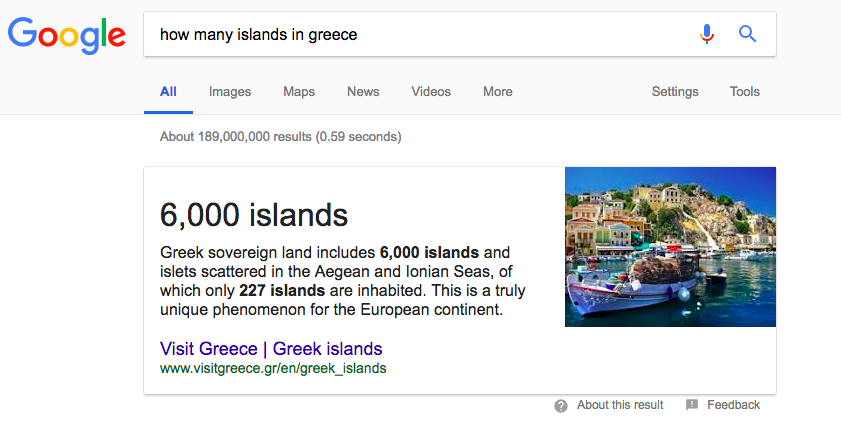 Google
how many islands in greece
All Images Maps News Videos More Settings Tools
About 189,000,000 results (0.59 seconds)
6,000 islands
Greek sovereign land includes 6,000 islands and
islets scattered in the Aegean and Ionian Seas, of
which only 227 islands are inhabited. This is a truly
unique phenomenon for the European continent.
Visit Greece | Greek islands
www.visitgreece.gr/en/greek_islands
About this result Feedback